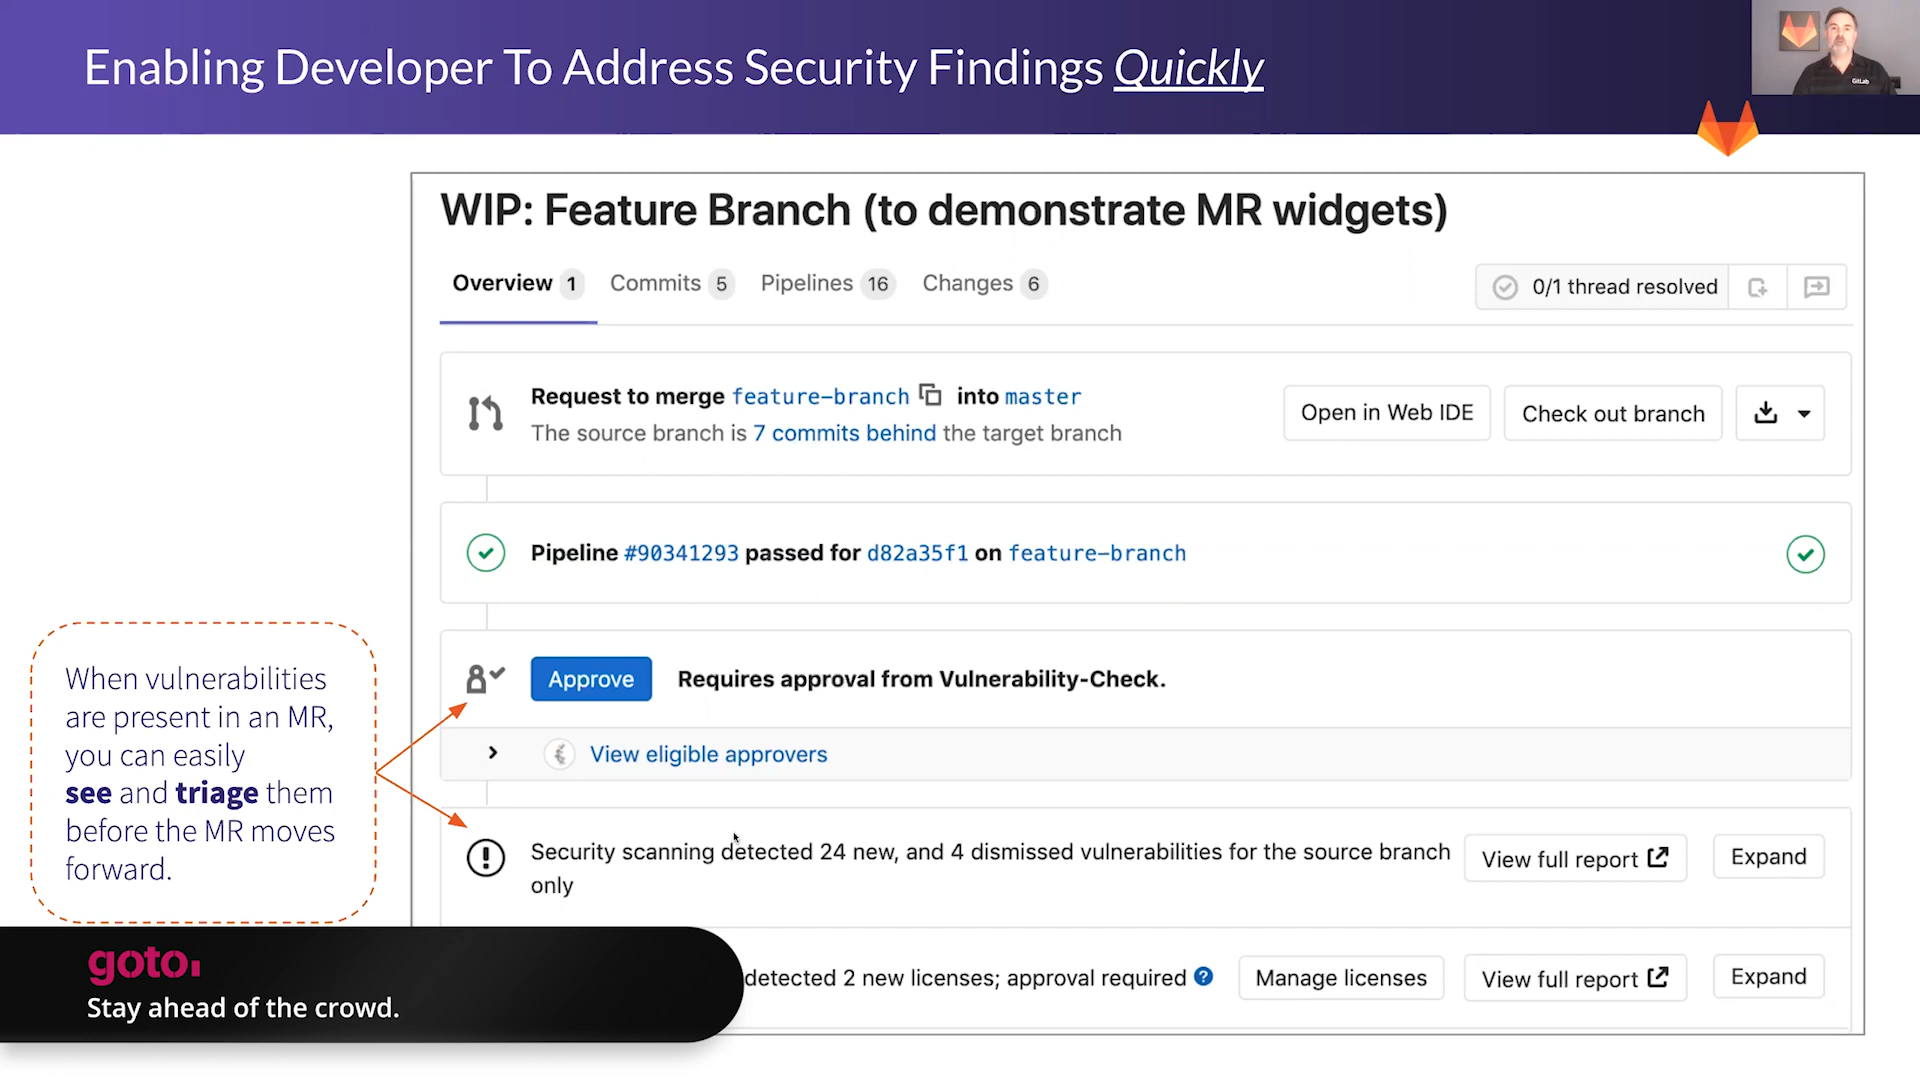 Enabling Developer To Address Security Findings Quickly
GitLab
WIP: Feature Branch (to demonstrate MR widgets)
Overview 1 Commits 5 Pipelines 16 Changes 6
0/1 thread resolved
Request to merge feature-branch into master
The source branch is 7 commits behind the target branch
Open in Web IDE
Check out branch
Pipeline #90341293 passed for d82a35f1 on feature-branch
Approve Requires approval from Vulnerability-Check.
View eligible approvers
When vulnerabilities
are present in an MR,
you can easily
see and triage them
before the MR moves
forward.
Security scanning detected 24 new, and 4 dismissed vulnerabilities for the source branch
only
View full report
Expand
detected 2 new licenses; approval required
Manage licenses
View full report
Expand
goto
Stay ahead of the crowd.